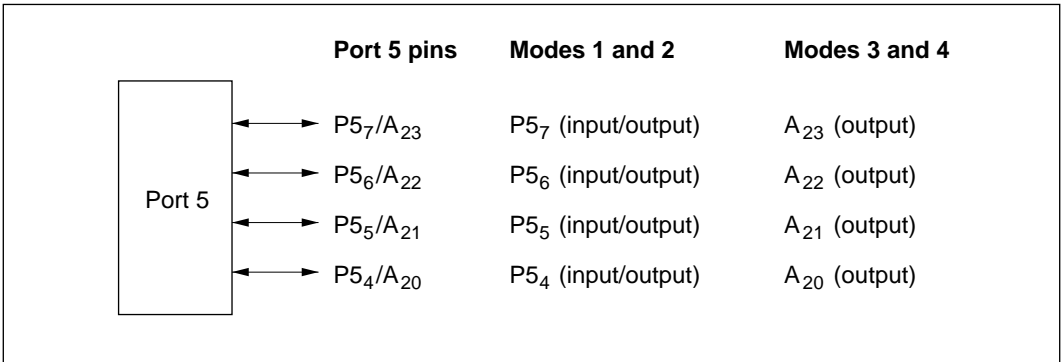 Port 5 pins Modes 1 and 2 Modes 3 and 4
P5₇/A₂₃ P5₇ (input/output) A₂₃ (output)
P5₆/A₂₂ P5₆ (input/output) A₂₂ (output)
Port 5
P5₅/A₂₁ P5₅ (input/output) A₂₁ (output)
P5₄/A₂₀ P5₄ (input/output) A₂₀ (output)